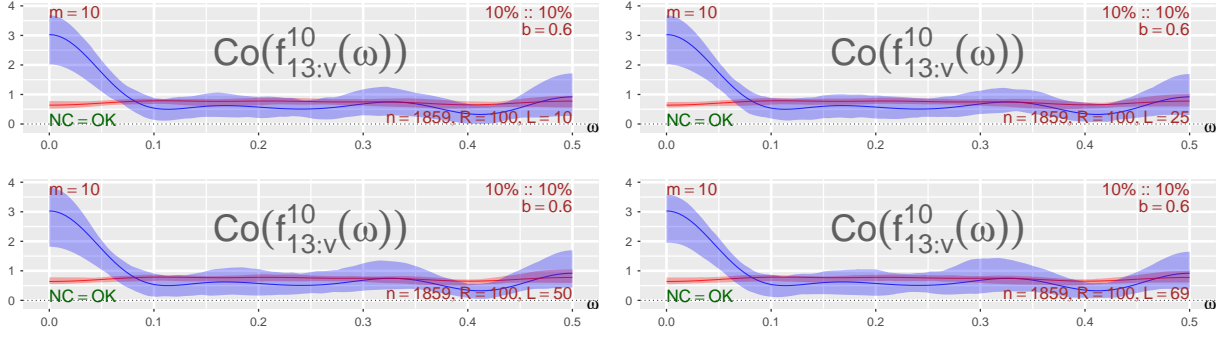 4
m = 10
10% :: 10%
b = 0.6
3
Co(f¹⁰₁₃:ᵥ(ω))
2
1
NC = OK
n = 1859, R = 100, L = 10
0
ω
0.0 0.1 0.2 0.3 0.4 0.5
4
m = 10
10% :: 10%
b = 0.6
3
Co(f¹⁰₁₃:ᵥ(ω))
2
1
NC = OK
n = 1859, R = 100, L = 25
0
ω
0.0 0.1 0.2 0.3 0.4 0.5
4
m = 10
10% :: 10%
b = 0.6
3
Co(f¹⁰₁₃:ᵥ(ω))
2
1
NC = OK
n = 1859, R = 100, L = 50
0
ω
0.0 0.1 0.2 0.3 0.4 0.5
4
m = 10
10% :: 10%
b = 0.6
3
Co(f¹⁰₁₃:ᵥ(ω))
2
1
NC = OK
n = 1859, R = 100, L = 69
0
ω
0.0 0.1 0.2 0.3 0.4 0.5